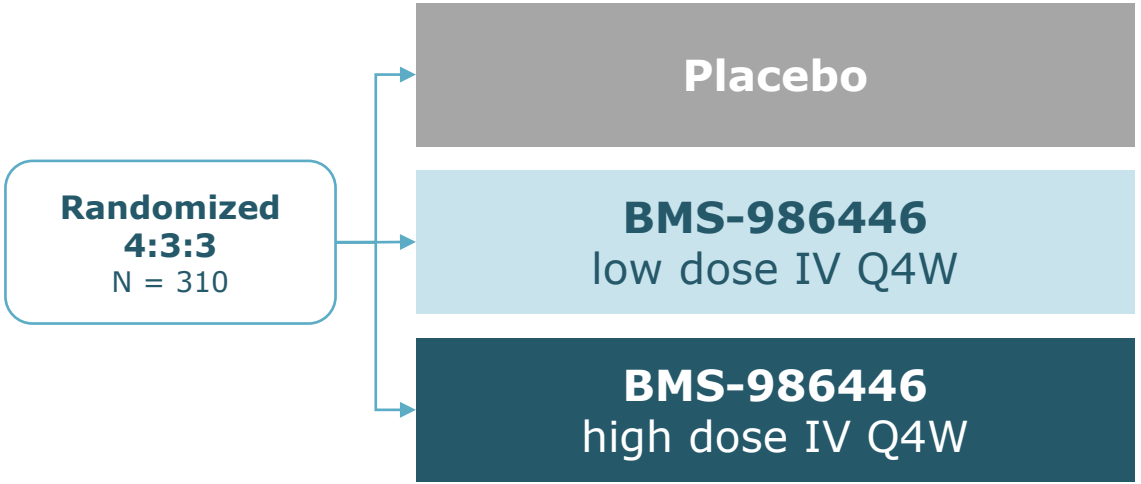 Randomized
4:3:3
N = 310
Placebo
BMS-986446
low dose IV Q4W
BMS-986446
high dose IV Q4W